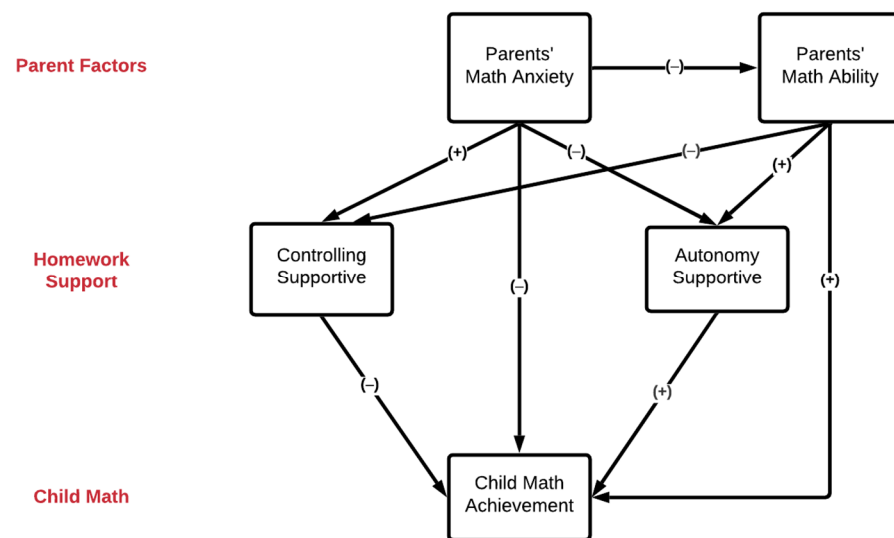 Parent Factors
Parents'
Math Anxiety
(–)
Parents'
Math Ability
(+)
(–)
(–)
(+)
Homework
Support
Controlling
Supportive
Autonomy
Supportive
(–)
(+)
(–)
(+)
Child Math
Child Math
Achievement